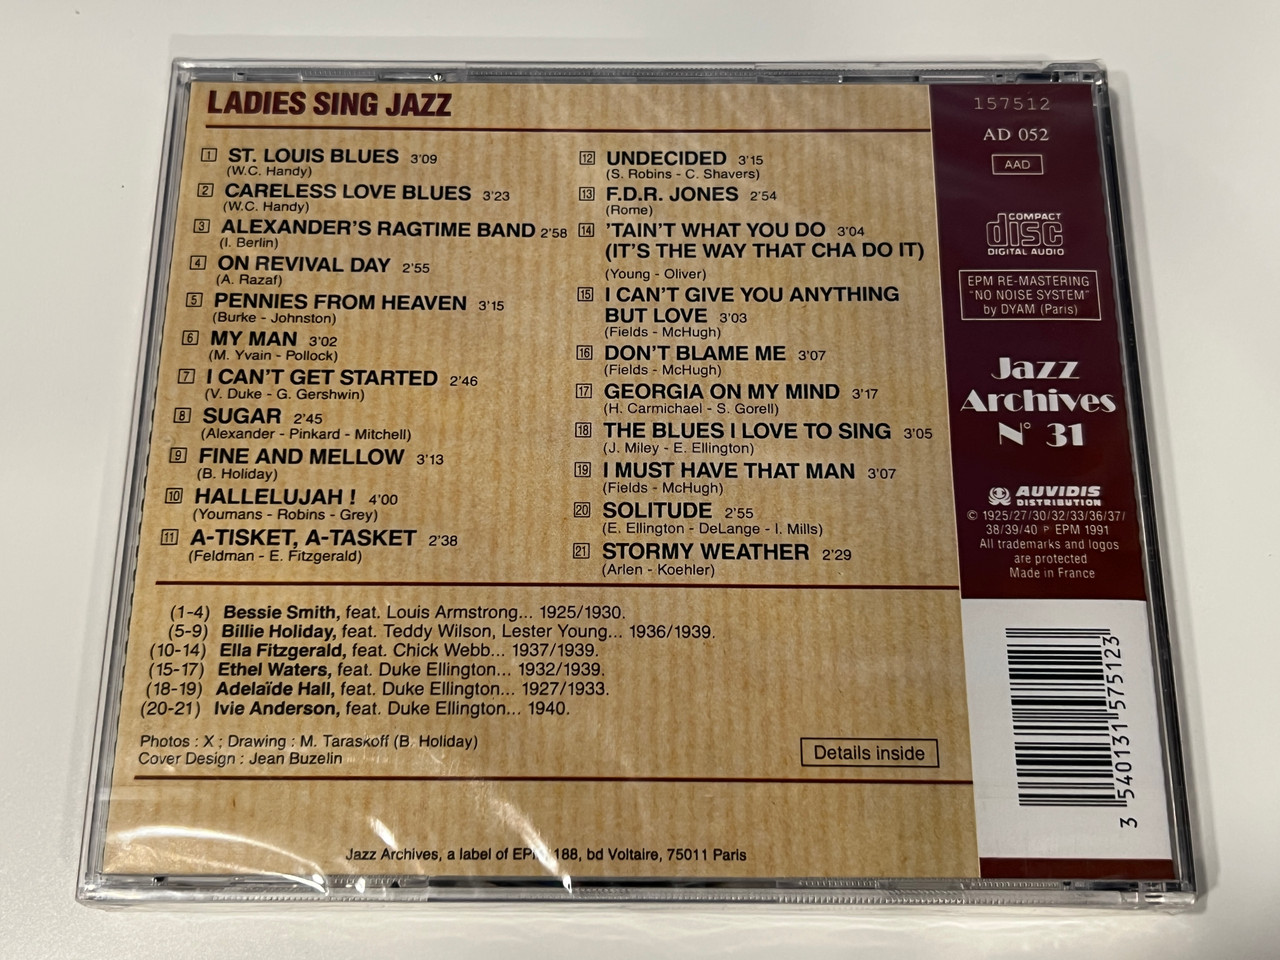 LADIES SING JAZZ
1 ST. LOUIS BLUES 3'09
(W.C. Handy)
2 CARELESS LOVE BLUES 3'23
(W.C. Handy)
3 ALEXANDER'S RAGTIME BAND 2'58
(I. Berlin)
4 ON REVIVAL DAY 2'55
(A. Razaf)
5 PENNIES FROM HEAVEN 3'15
(Burke - Johnston)
6 MY MAN 3'02
(M. Yvain - Pollock)
7 I CAN'T GET STARTED 2'46
(V. Duke - G. Gershwin)
8 SUGAR 2'45
(Alexander - Pinkard - Mitchell)
9 FINE AND MELLOW 3'13
(B. Holiday)
10 HALLELUJAH ! 4'00
(Youmans - Robins - Grey)
11 A-TISKET, A-TASKET 2'38
(Feldman - E. Fitzgerald)
12 UNDECIDED 3'15
(S. Robins - C. Shavers)
13 F.D.R. JONES 2'54
(Rome)
14 'TAIN'T WHAT YOU DO 3'04
(IT'S THE WAY THAT CHA DO IT)
(Young - Oliver)
15 I CAN'T GIVE YOU ANYTHING
BUT LOVE 3'03
(Fields - McHugh)
16 DON'T BLAME ME 3'07
(Fields - McHugh)
17 GEORGIA ON MY MIND 3'17
(H. Carmichael - S. Gorell)
18 THE BLUES I LOVE TO SING 3'05
(J. Miley - E. Ellington)
19 I MUST HAVE THAT MAN 3'07
(Fields - McHugh)
20 SOLITUDE 2'55
(E. Ellington - DeLange - I. Mills)
21 STORMY WEATHER 2'29
(Arlen - Koehler)
(1-4) Bessie Smith, feat. Louis Armstrong... 1925/1930.
(5-9) Billie Holiday, feat. Teddy Wilson, Lester Young... 1936/1939.
(10-14) Ella Fitzgerald, feat. Chick Webb... 1937/1939.
(15-17) Ethel Waters, feat. Duke Ellington... 1932/1939.
(18-19) Adelaïde Hall, feat. Duke Ellington... 1927/1933.
(20-21) Ivie Anderson, feat. Duke Ellington... 1940.
Photos : X ; Drawing : M. Taraskoff (B. Holiday)
Cover Design : Jean Buzelin
Details inside
Jazz Archives, a label of EPM 188, bd Voltaire, 75011 Paris
157512
AD 052
AAD
COMPACT
disc
DIGITAL AUDIO
EPM RE-MASTERING
"NO NOISE SYSTEM"
by DYAM (Paris)
Jazz
Archives
N° 31
AUVIDIS
DISTRIBUTION
© 1925/27/30/32/33/36/37/
38/39/40 ℗ EPM 1991
All trademarks and logos
are protected
Made in France
3 540131 575123